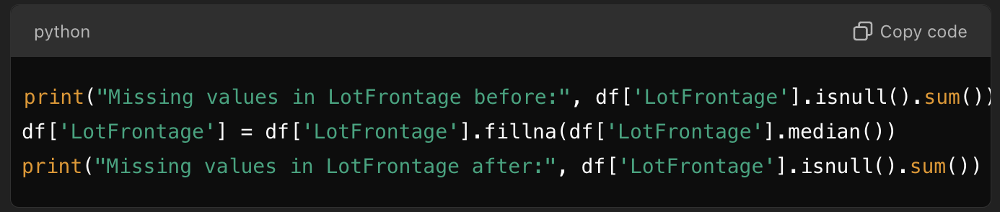 python
Copy code
print("Missing values in LotFrontage before:", df['LotFrontage'].isnull().sum())
df['LotFrontage'] = df['LotFrontage'].fillna(df['LotFrontage'].median())
print("Missing values in LotFrontage after:", df['LotFrontage'].isnull().sum())